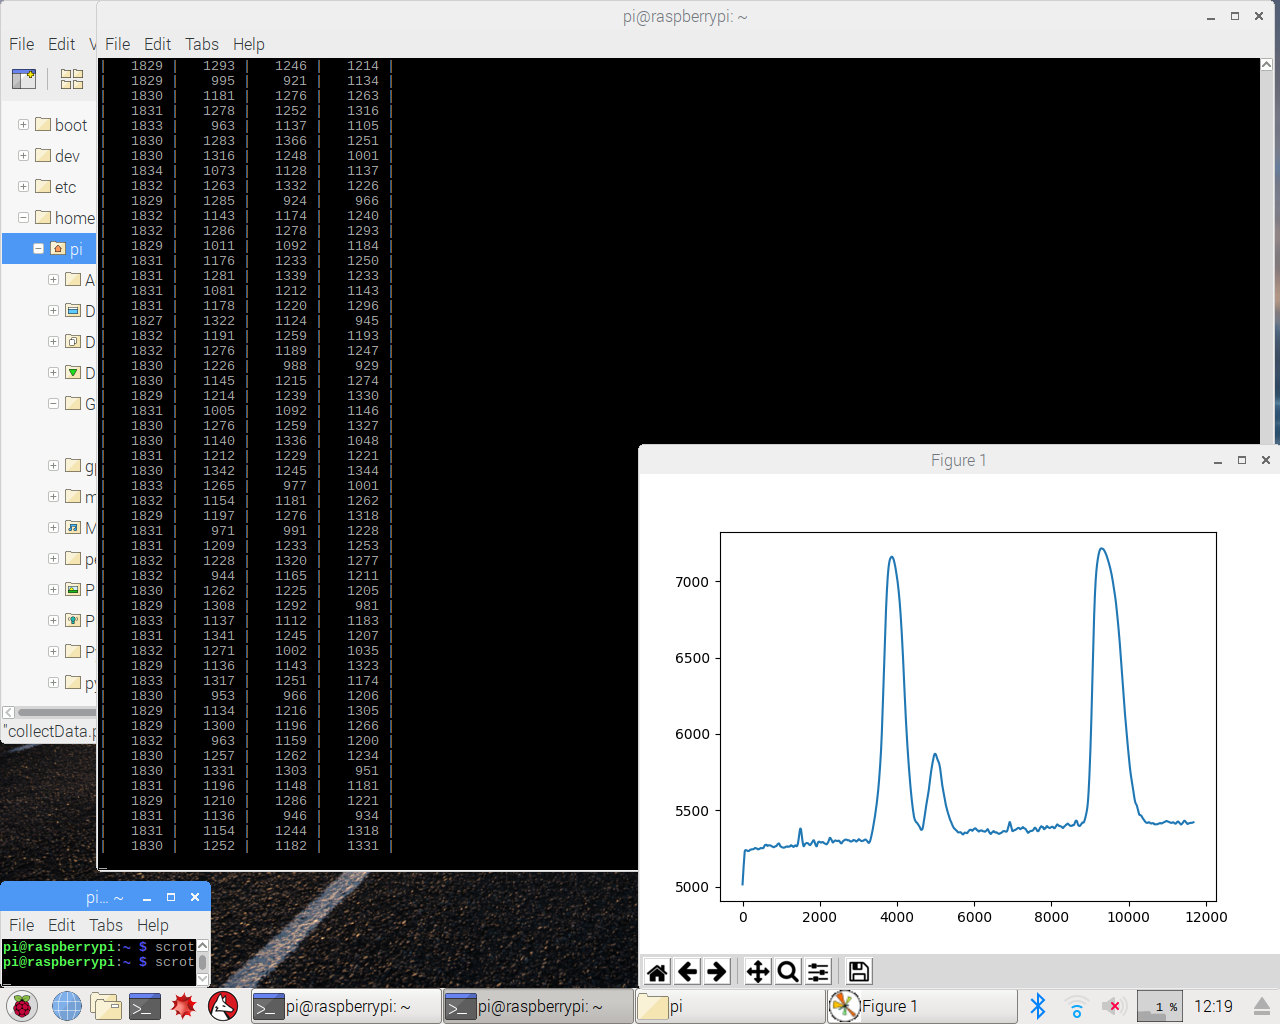 pi@raspberrypi: ~
File Edit V
File Edit Tabs Help
| 1829 | 1293 | 1246 | 1214 |
| 1829 | 995 | 921 | 1134 |
| 1830 | 1181 | 1276 | 1263 |
| 1831 | 1278 | 1252 | 1316 |
| 1833 | 963 | 1137 | 1105 |
| 1830 | 1283 | 1366 | 1251 |
| 1830 | 1316 | 1248 | 1001 |
| 1834 | 1073 | 1128 | 1137 |
| 1832 | 1263 | 1332 | 1226 |
| 1829 | 1285 | 924 | 966 |
| 1832 | 1143 | 1174 | 1240 |
| 1832 | 1286 | 1278 | 1293 |
| 1829 | 1011 | 1092 | 1184 |
| 1831 | 1176 | 1233 | 1250 |
| 1831 | 1281 | 1339 | 1233 |
| 1831 | 1081 | 1212 | 1143 |
| 1831 | 1178 | 1220 | 1296 |
| 1827 | 1322 | 1124 | 945 |
| 1832 | 1191 | 1259 | 1193 |
| 1832 | 1276 | 1189 | 1247 |
| 1830 | 1226 | 988 | 929 |
| 1830 | 1145 | 1215 | 1274 |
| 1829 | 1214 | 1239 | 1330 |
| 1831 | 1005 | 1092 | 1146 |
| 1830 | 1276 | 1259 | 1327 |
| 1830 | 1140 | 1336 | 1048 |
| 1831 | 1212 | 1229 | 1221 |
| 1830 | 1342 | 1245 | 1344 |
| 1833 | 1265 | 977 | 1001 |
| 1832 | 1154 | 1181 | 1262 |
| 1829 | 1197 | 1276 | 1318 |
| 1831 | 971 | 991 | 1228 |
| 1831 | 1209 | 1233 | 1253 |
| 1832 | 1228 | 1320 | 1277 |
| 1832 | 944 | 1165 | 1211 |
| 1830 | 1262 | 1225 | 1205 |
| 1829 | 1308 | 1292 | 981 |
| 1833 | 1137 | 1112 | 1183 |
| 1831 | 1341 | 1245 | 1207 |
| 1832 | 1271 | 1002 | 1035 |
| 1829 | 1136 | 1143 | 1323 |
| 1833 | 1317 | 1251 | 1174 |
| 1830 | 953 | 966 | 1206 |
| 1829 | 1134 | 1216 | 1305 |
| 1829 | 1300 | 1196 | 1266 |
| 1832 | 963 | 1159 | 1200 |
| 1830 | 1257 | 1262 | 1234 |
| 1830 | 1331 | 1303 | 951 |
| 1831 | 1196 | 1148 | 1181 |
| 1829 | 1210 | 1286 | 1221 |
| 1831 | 1136 | 946 | 934 |
| 1831 | 1154 | 1244 | 1318 |
| 1830 | 1252 | 1182 | 1331 |
boot
dev
etc
home
pi
A
D
D
D
G
gp
m
M
pe
P
P
P
py
"collectData.p
Figure 1
7000
6500
6000
5500
5000
0 2000 4000 6000 8000 10000 12000
pi... ~
File Edit Tabs Help
pi@raspberrypi:~ $ scrot
pi@raspberrypi:~ $ scrot
pi@raspberrypi: ~
pi@raspberrypi: ~
pi
Figure 1
1 %
12:19